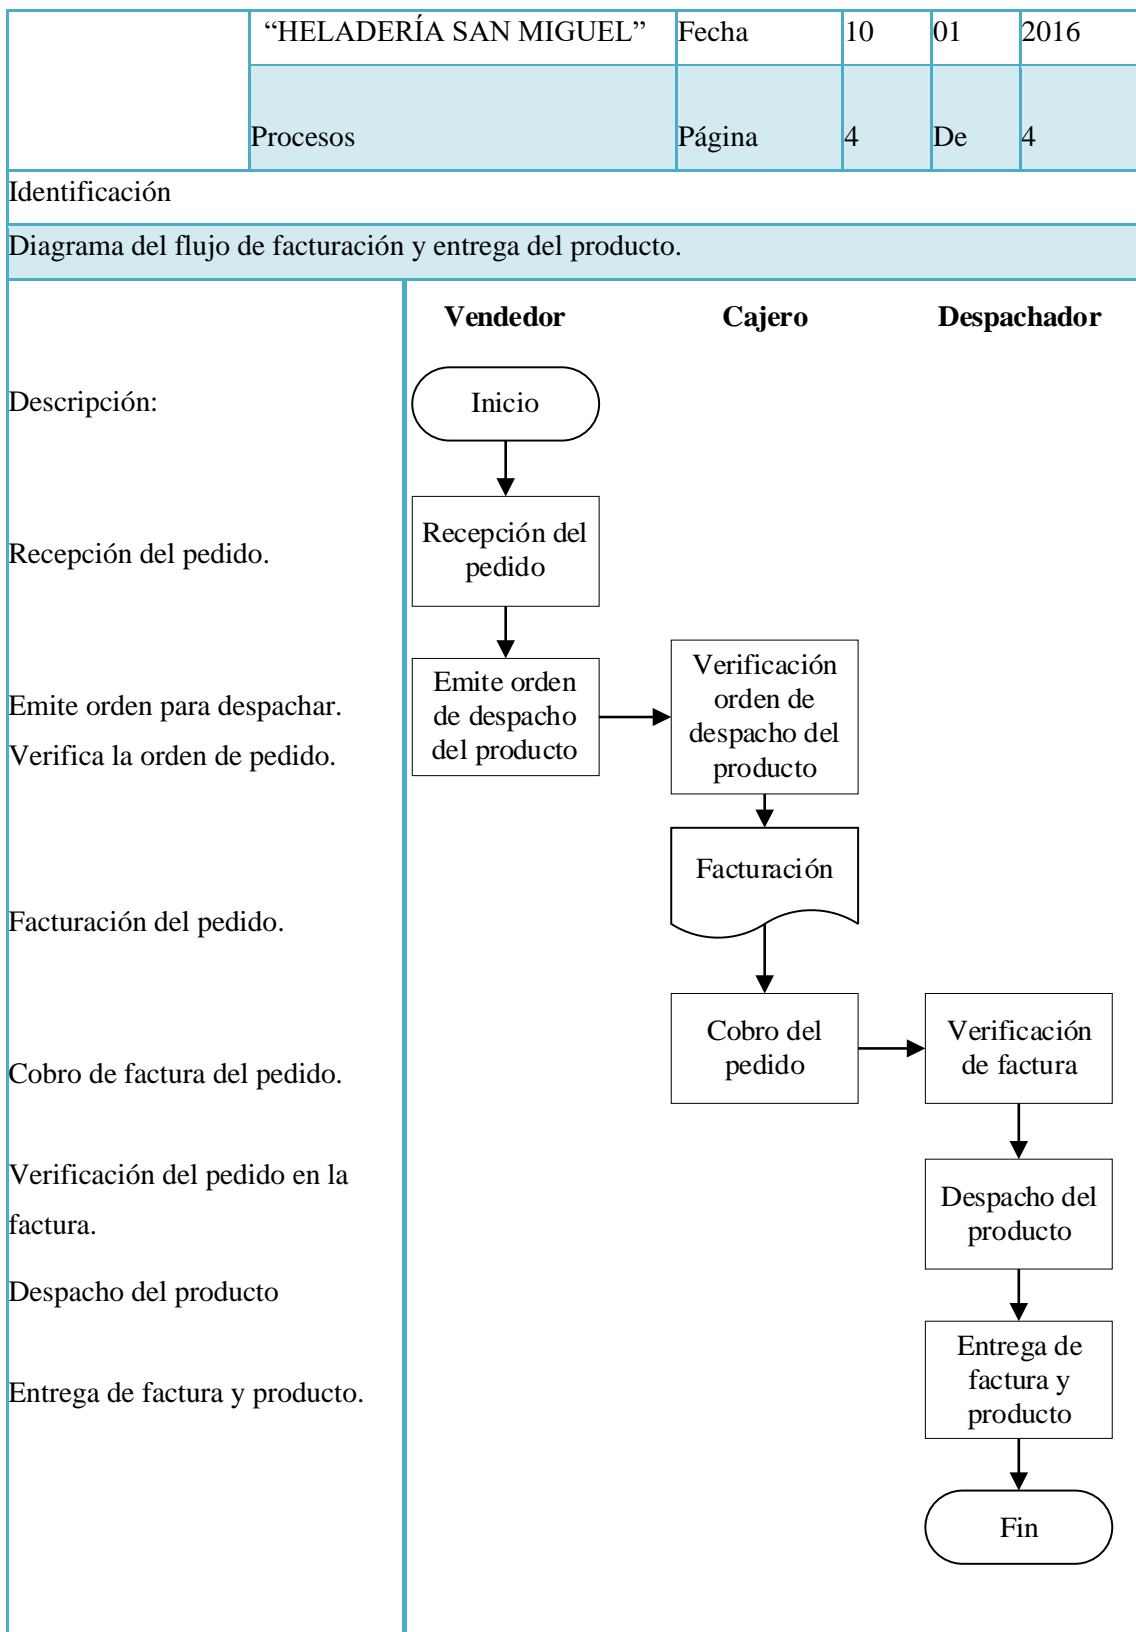 “HELADERÍA SAN MIGUEL” Fecha 10 01 2016
Procesos Página 4 De 4
Identificación
Diagrama del flujo de facturación y entrega del producto.
Vendedor Cajero Despachador
Descripción:
Inicio
Recepción del pedido.
Recepción del
pedido
Emite orden para despachar.
Verifica la orden de pedido.
Emite orden
de despacho
del producto
Verificación
orden de
despacho del
producto
Facturación
Facturación del pedido.
Cobro de factura del pedido.
Cobro del
pedido
Verificación
de factura
Verificación del pedido en la
factura.
Despacho del
producto
Despacho del producto
Entrega de factura y producto.
Entrega de
factura y
producto
Fin